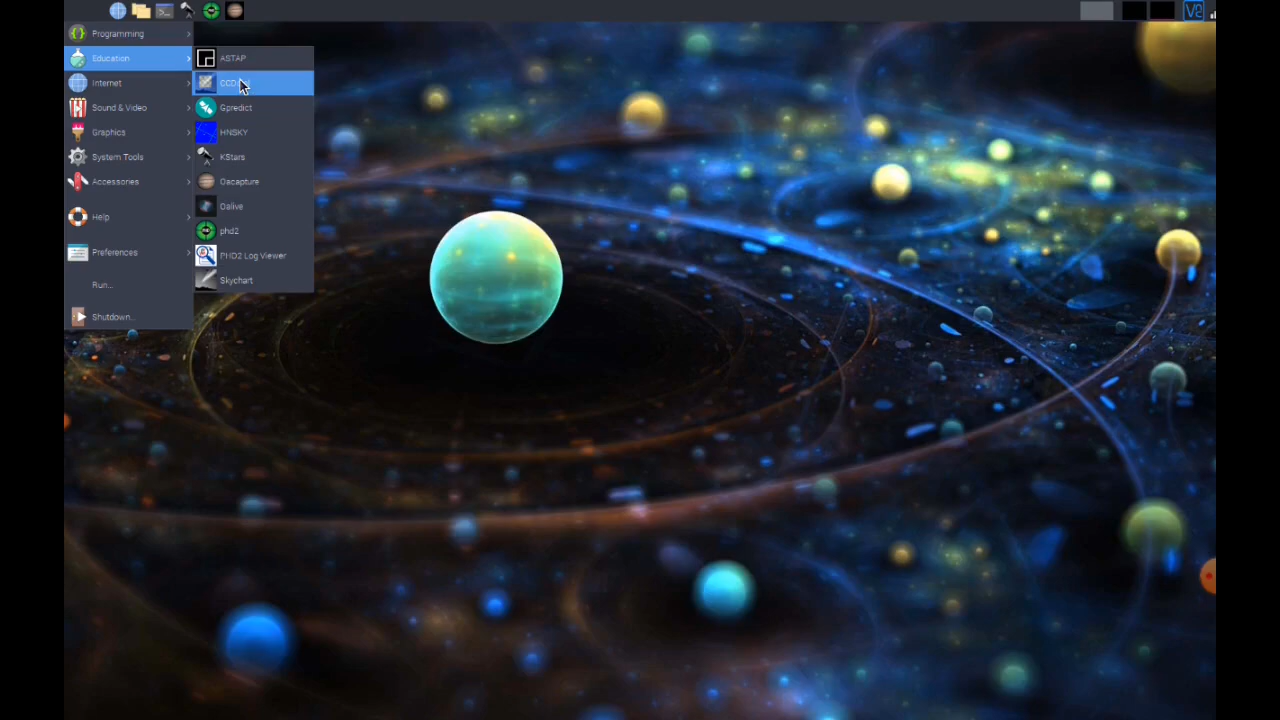 Programming
Education
Internet
Sound & Video
Graphics
System Tools
Accessories
Help
Preferences
Run...
Shutdown...
ASTAP
Gpredict
HNSKY
KStars
Oacapture
Oalive
phd2
PHD2 Log Viewer
Skychart